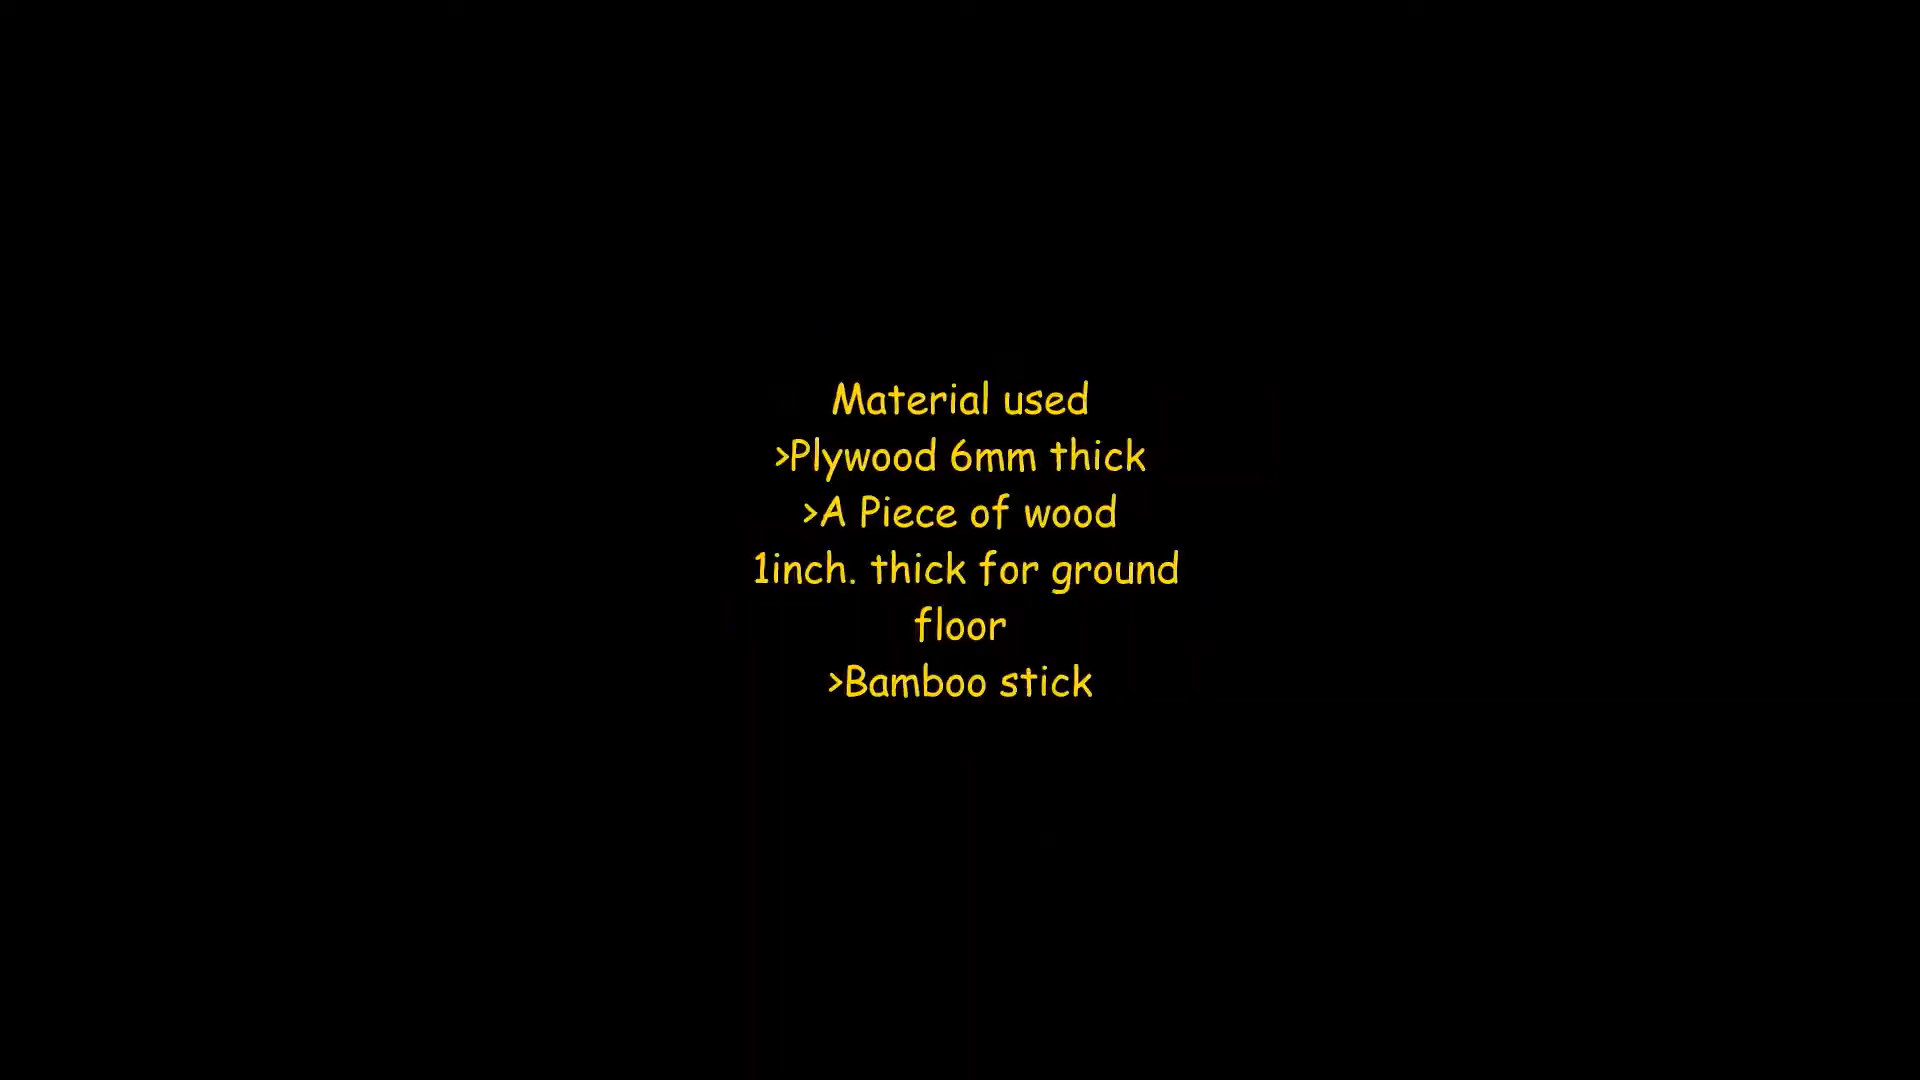 Material used
>Plywood 6mm thick
>A Piece of wood
1inch. thick for ground
floor
>Bamboo stick